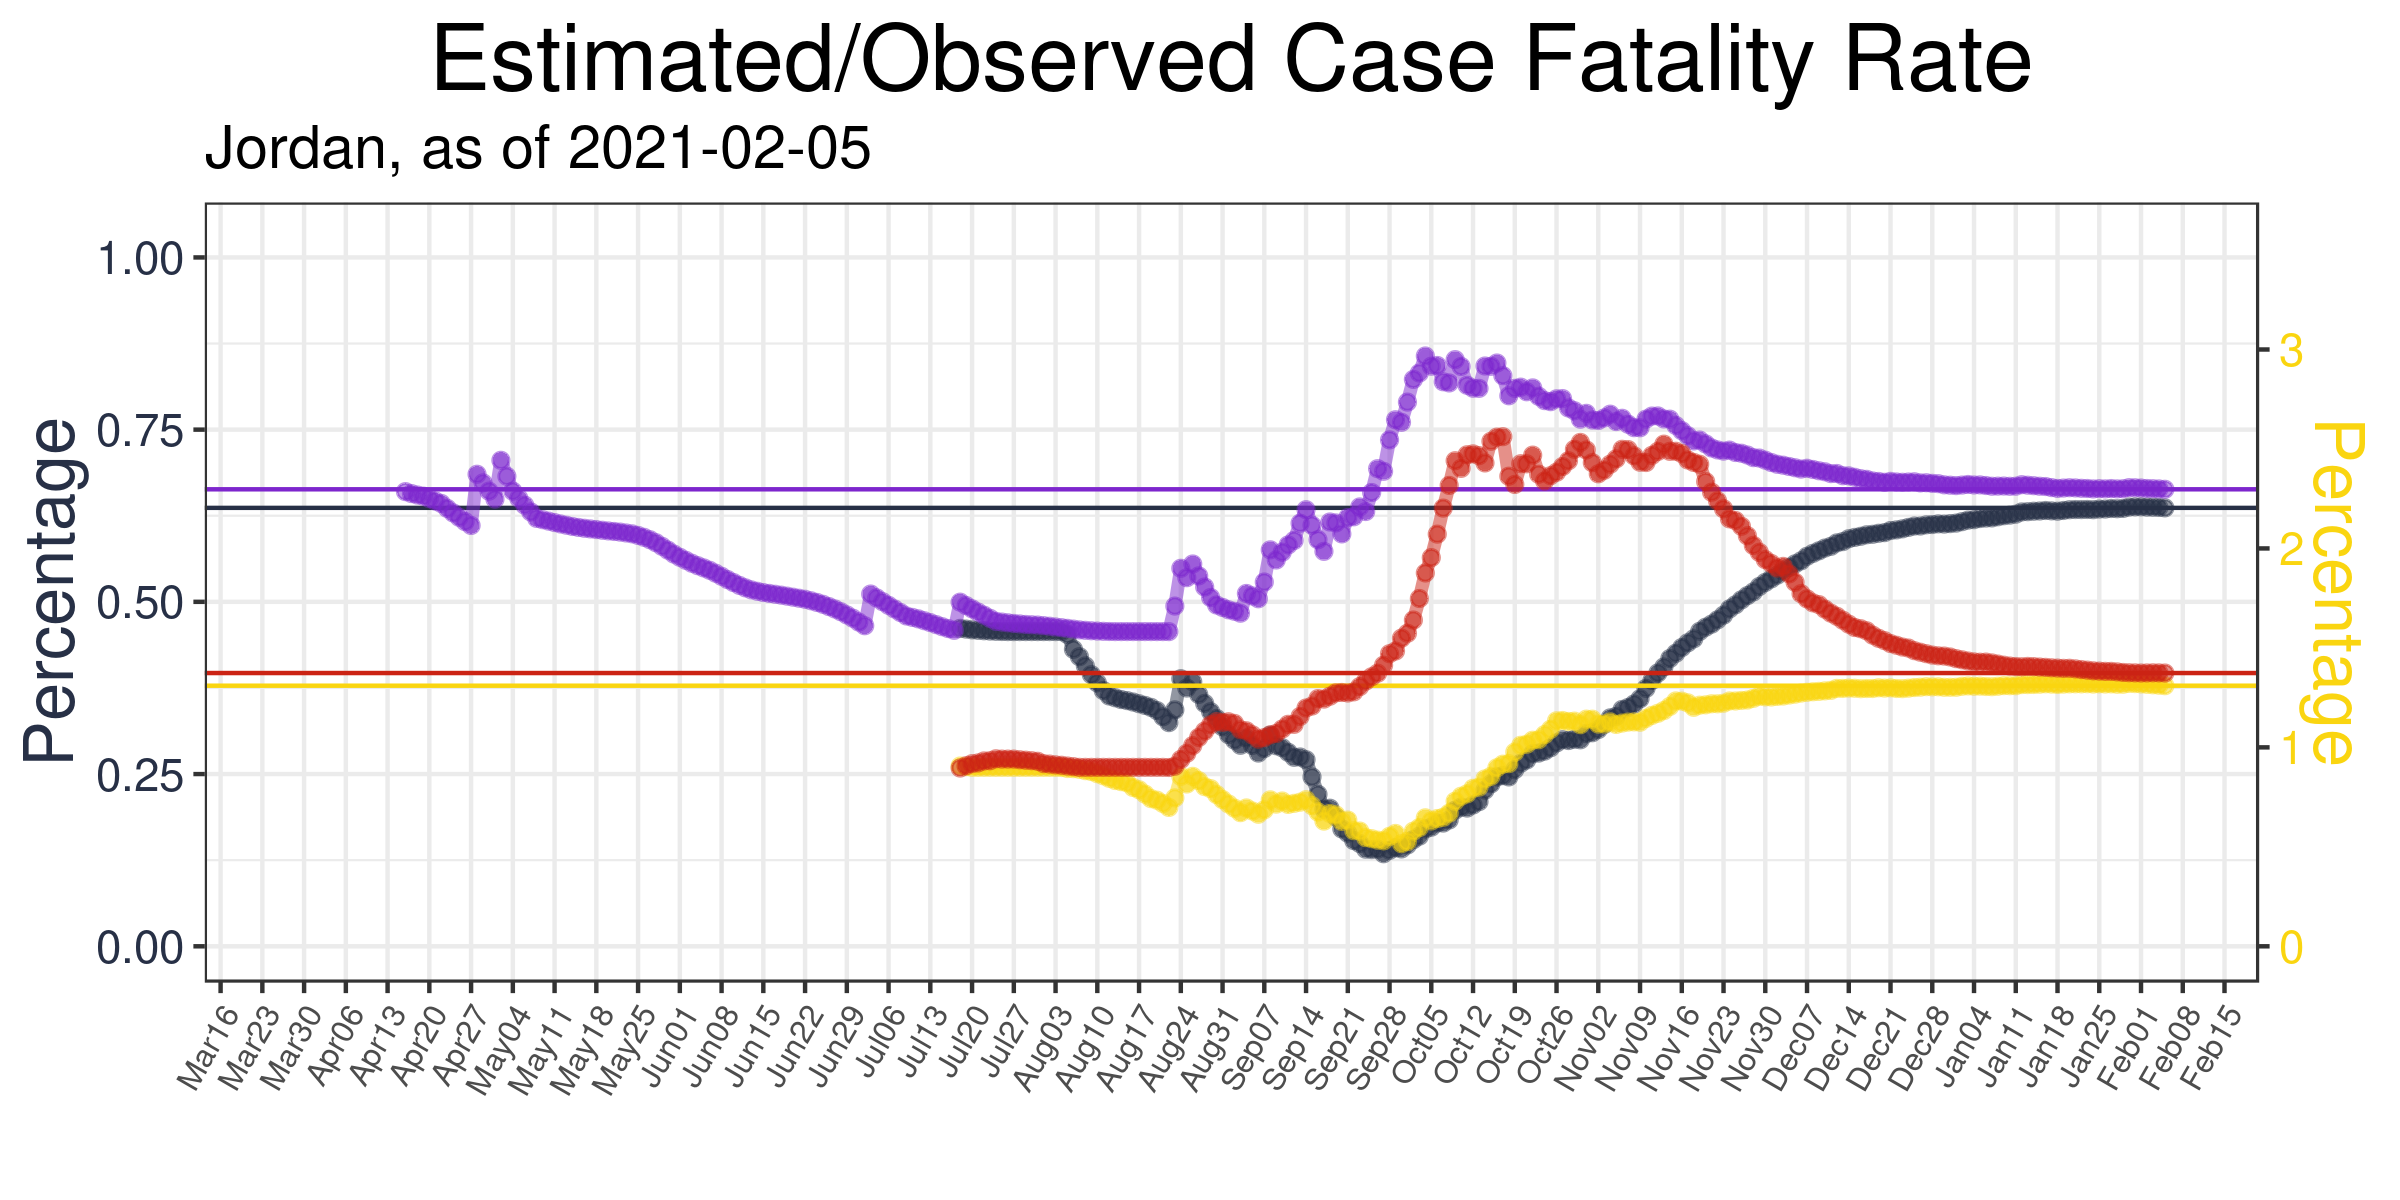 Estimated/Observed Case Fatality Rate
Jordan, as of 2021-02-05
Percentage
1.00
0.75
0.50
0.25
0.00
3
2
1
0
Percentage
Mar16
Mar23
Mar30
Apr06
Apr13
Apr20
Apr27
May04
May11
May18
May25
Jun01
Jun08
Jun15
Jun22
Jun29
Jul06
Jul13
Jul20
Jul27
Aug03
Aug10
Aug17
Aug24
Aug31
Sep07
Sep14
Sep21
Sep28
Oct05
Oct12
Oct19
Oct26
Nov02
Nov09
Nov16
Nov23
Nov30
Dec07
Dec14
Dec21
Dec28
Jan04
Jan11
Jan18
Jan25
Feb01
Feb08
Feb15